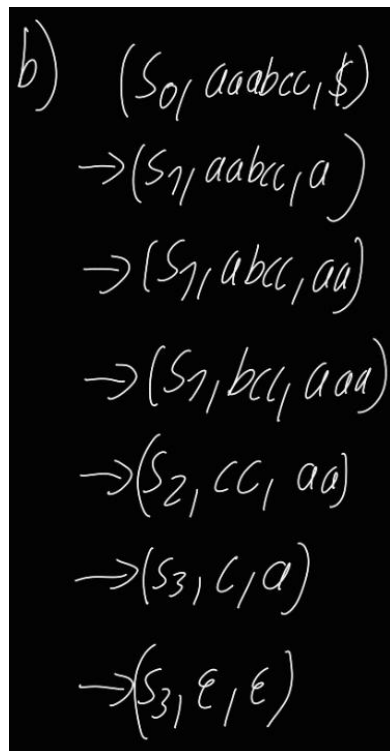 b) (S0, aaabcc, $)
→(S1, aabcc, a)
→(S1, abcc, aa)
→(S1, bcc, aaa)
→(S2, cc, aa)
→(S3, c, a)
→(S3, ε, ε)